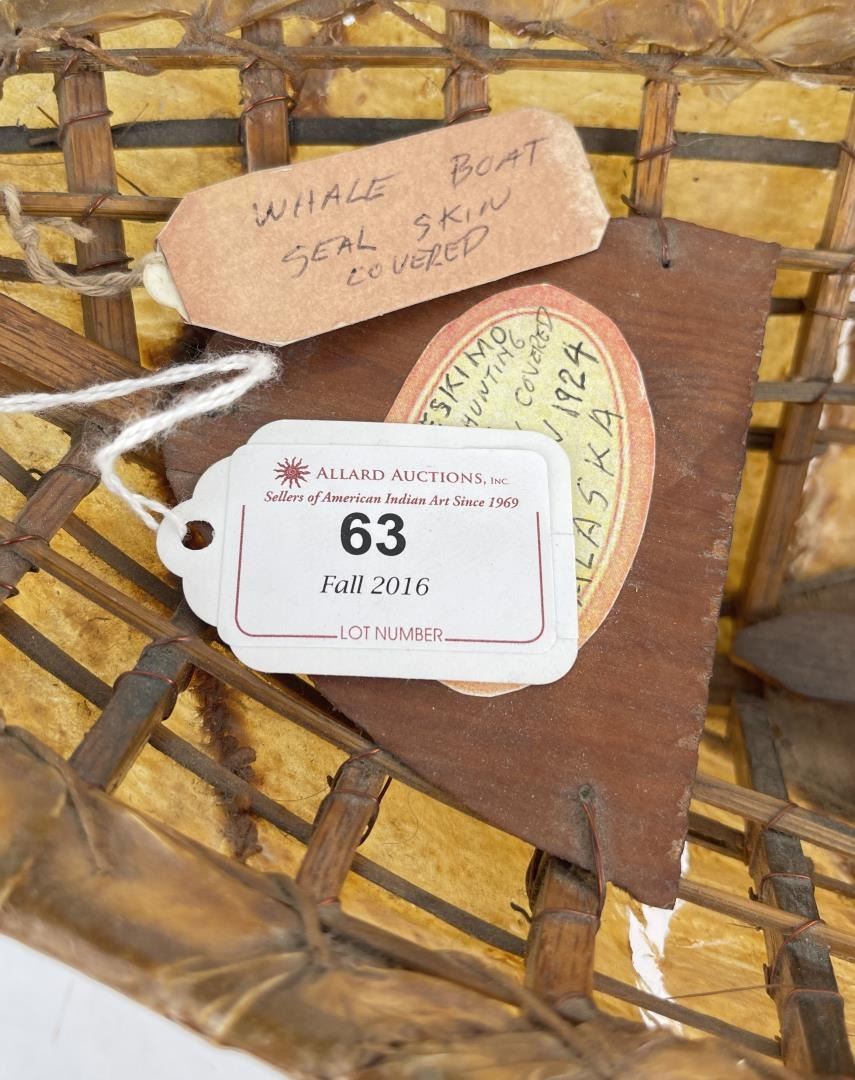 WHALE BOAT
SEAL SKIN
COVERED
ESKIMO
HUNTING
COVERED
1924
ALASKA
ALLARD AUCTIONS, INC.
Sellers of American Indian Art Since 1969
63
Fall 2016
LOT NUMBER